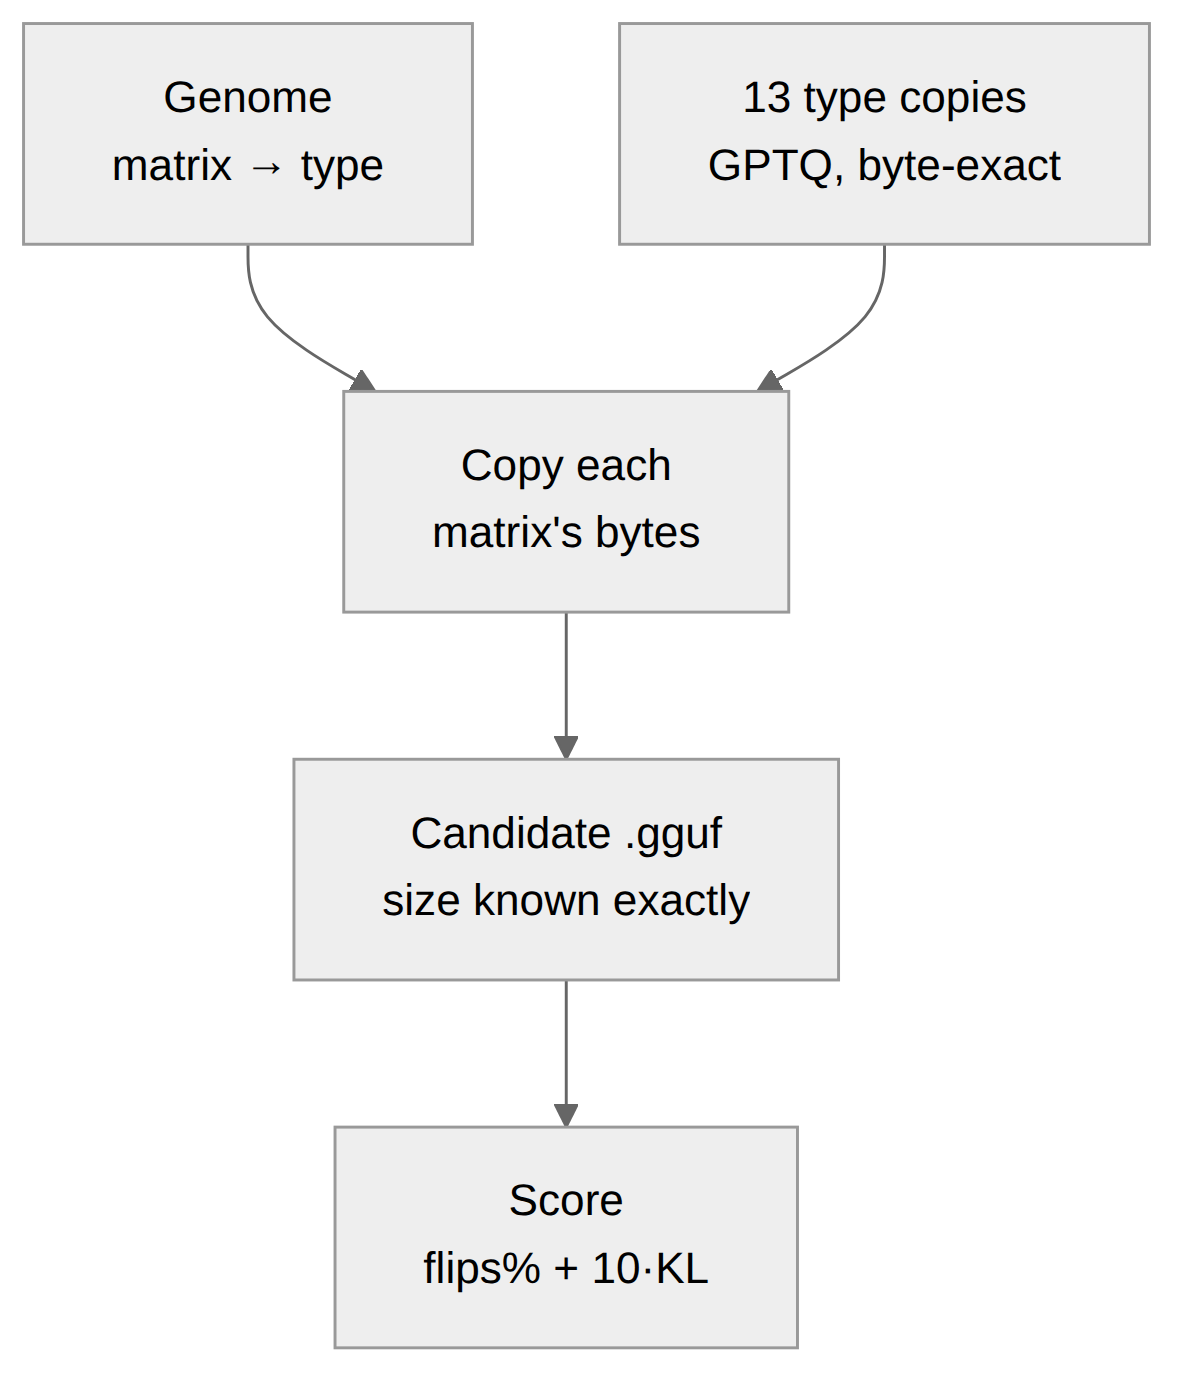 Genome
matrix → type
13 type copies
GPTQ, byte-exact
Copy each
matrix's bytes
Candidate .gguf
size known exactly
Score
flips% + 10·KL